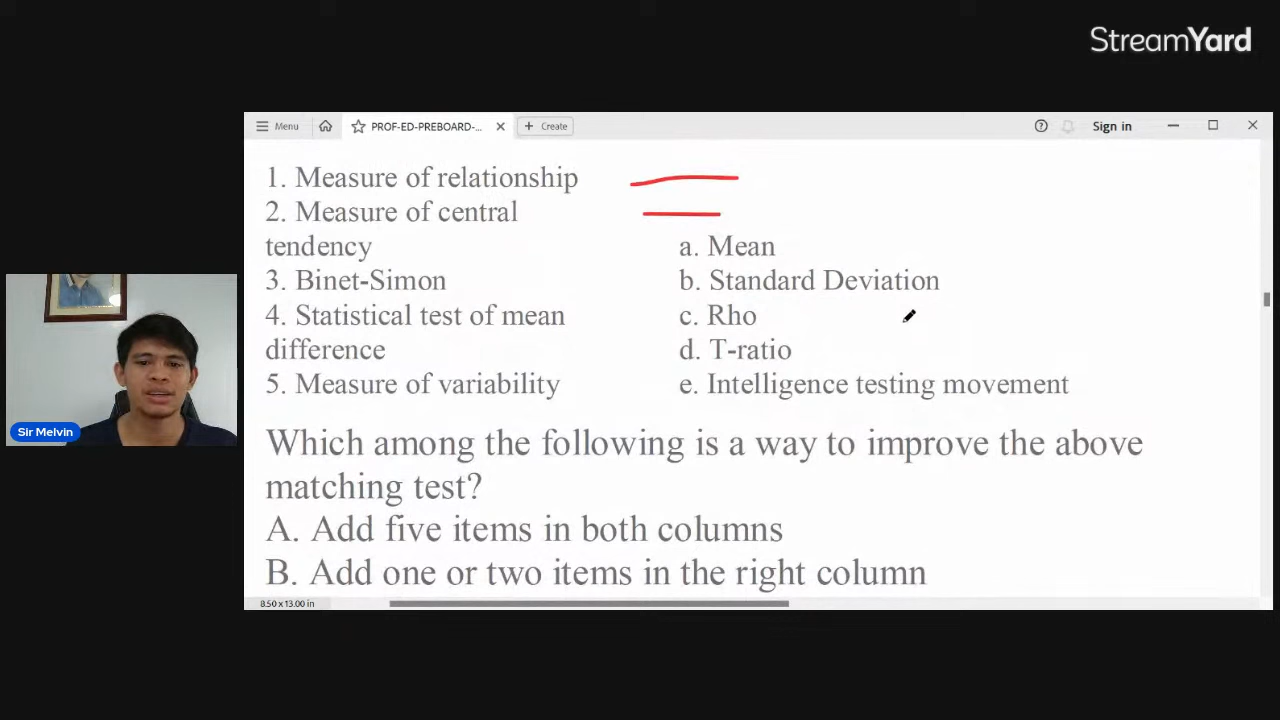 StreamYard
Menu
PROF-ED-PREBOARD-...
Create
Sign in
1. Measure of relationship
2. Measure of central
tendency
3. Binet-Simon
4. Statistical test of mean
difference
5. Measure of variability
a. Mean
b. Standard Deviation
c. Rho
d. T-ratio
e. Intelligence testing movement
Which among the following is a way to improve the above
matching test?
A. Add five items in both columns
B. Add one or two items in the right column
8.50 x 13.00 in
Sir Melvin